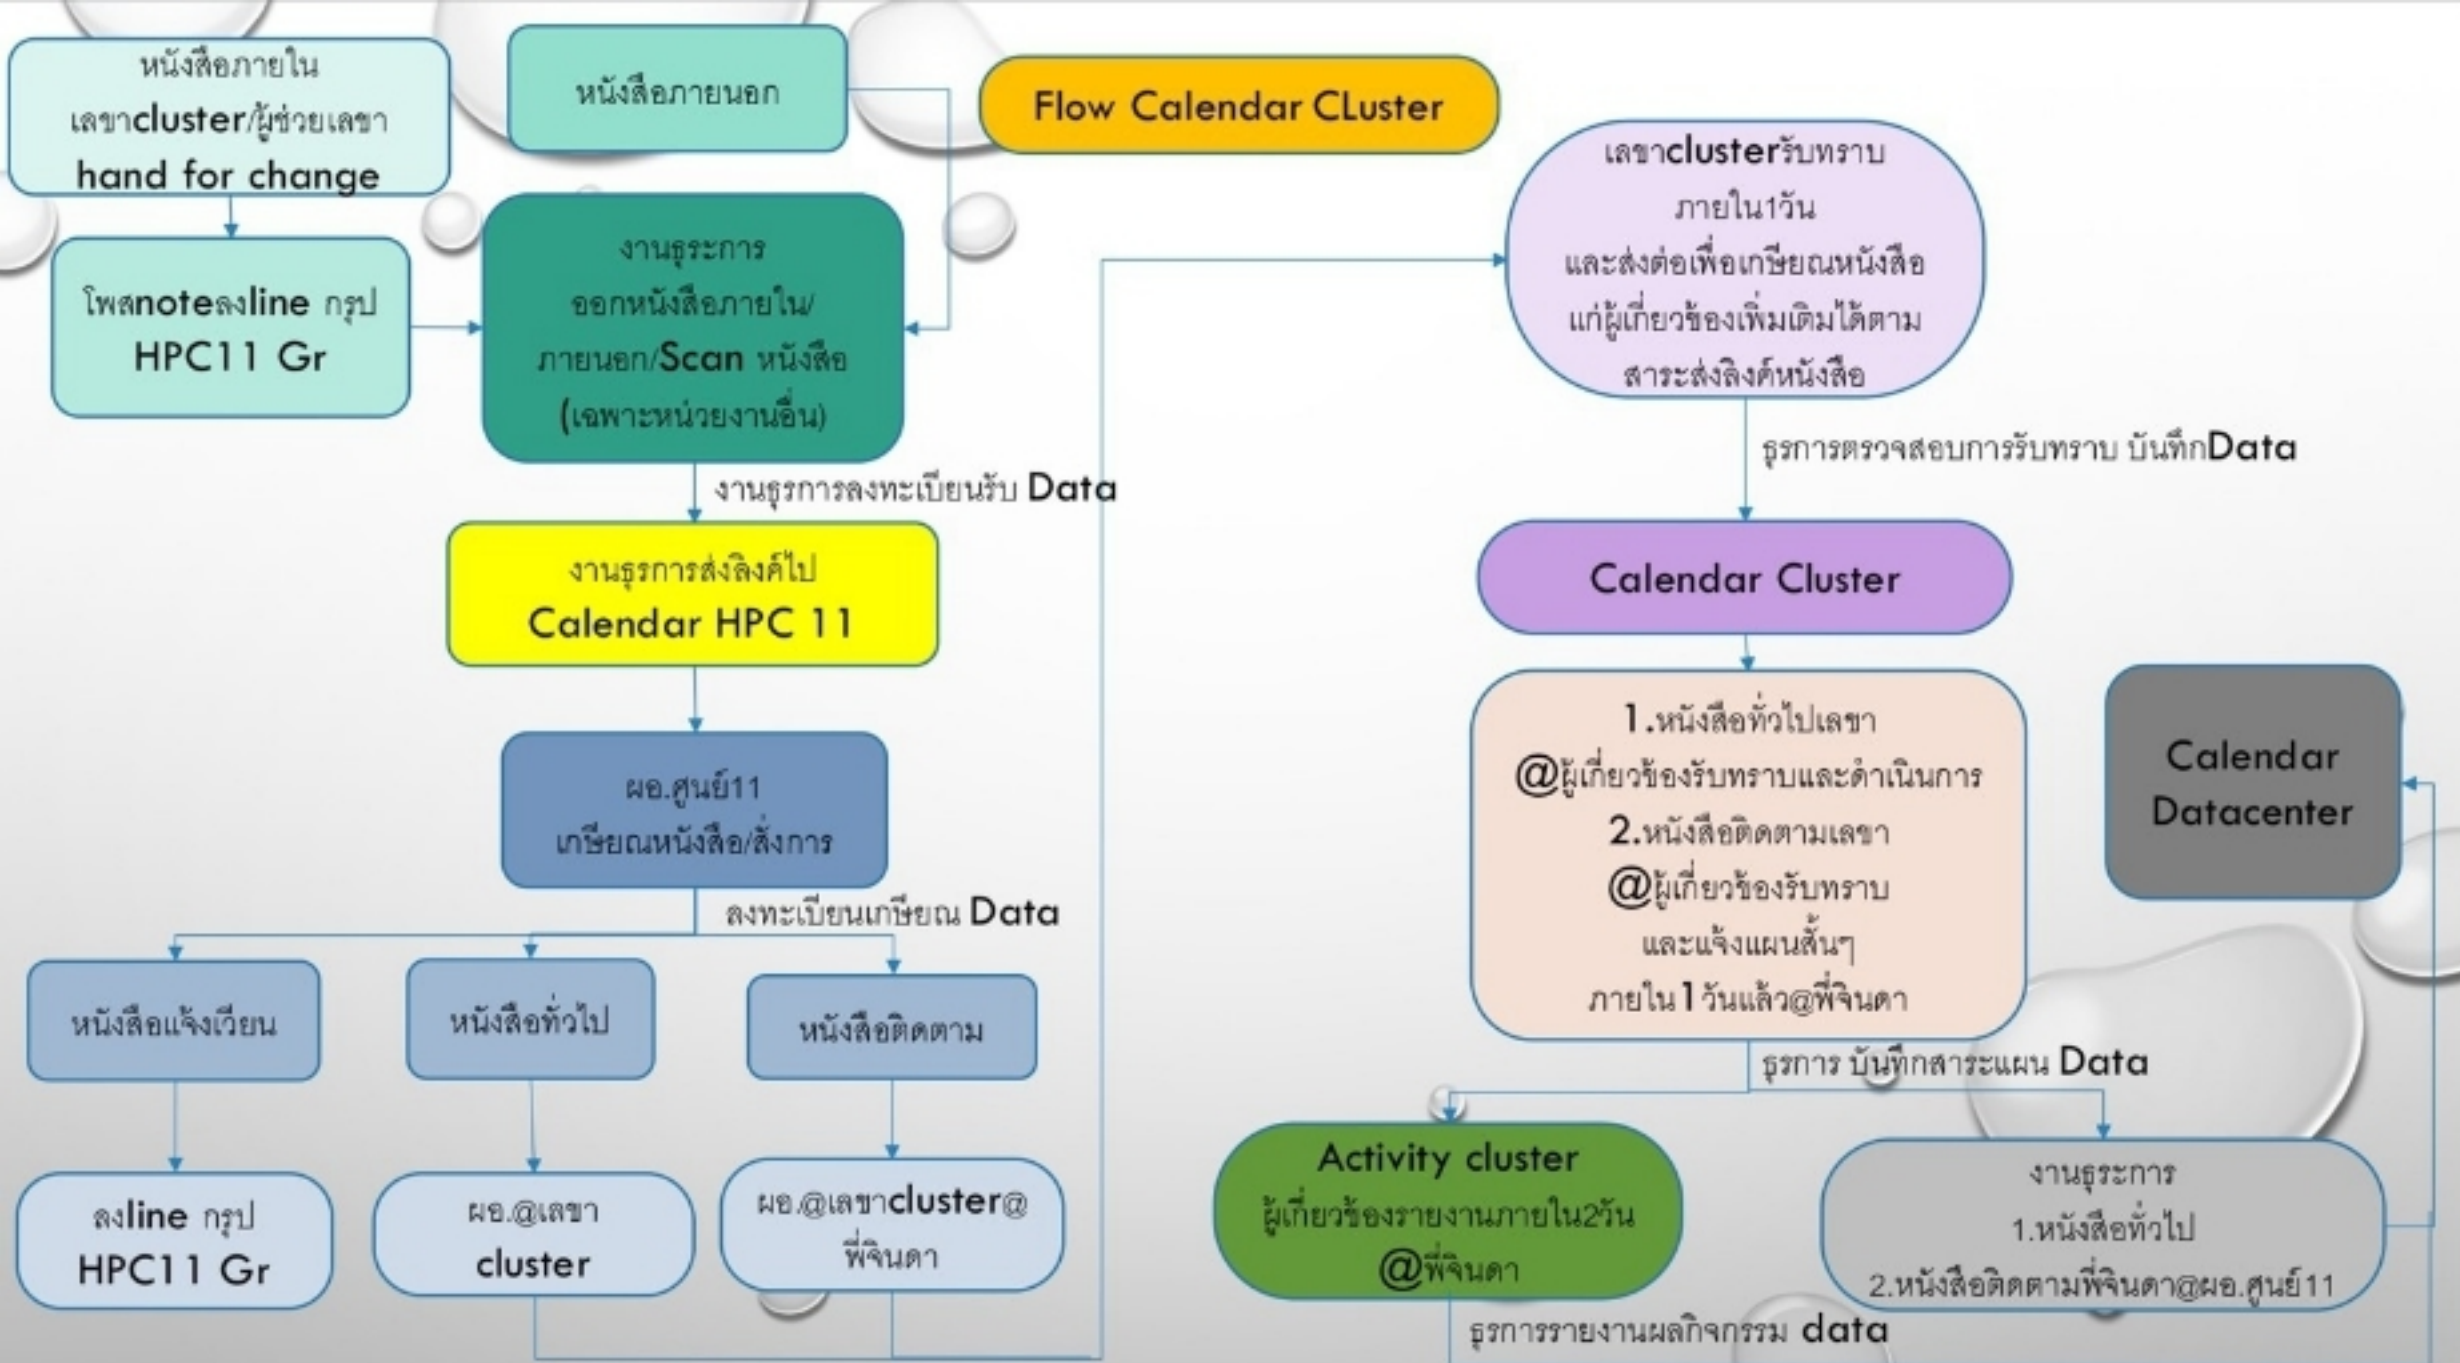 หนังสือภายใน
เลขาcluster/ผู้ช่วยเลขา
hand for change
หนังสือภายนอก
Flow Calendar CLuster
โพสnoteลงline กรุป
HPC11 Gr
งานธุระการ
ออกหนังสือภายใน/
ภายนอก/Scan หนังสือ
(เฉพาะหน่วยงานอื่น)
งานธุรการลงทะเบียนรับ Data
งานธุรการส่งลิงค์ไป
Calendar HPC 11
ผอ.ศูนย์11
เกษียณหนังสือ/สั่งการ
ลงทะเบียนเกษียณ Data
หนังสือแจ้งเวียน
หนังสือทั่วไป
หนังสือติดตาม
ลงline กรุป
HPC11 Gr
ผอ.@เลขา
cluster
ผอ.@เลขาcluster@
พี่จินดา
เลขาclusterรับทราบ
ภายใน1วัน
และส่งต่อเพื่อเกษียณหนังสือ
แก่ผู้เกี่ยวข้องเพิ่มเติมได้ตาม
สาระส่งลิงค์หนังสือ
ธุรการตรวจสอบการรับทราบ บันทึกData
Calendar Cluster
1.หนังสือทั่วไปเลขา
@ผู้เกี่ยวข้องรับทราบและดำเนินการ
2.หนังสือติดตามเลขา
@ผู้เกี่ยวข้องรับทราบ
และแจ้งแผนสั้นๆ
ภายใน1วันแล้ว@พี่จินดา
ธุรการ บันทึกสาระแผน Data
Calendar
Datacenter
Activity cluster
ผู้เกี่ยวข้องรายงานภายใน2วัน
@พี่จินดา
งานธุระการ
1.หนังสือทั่วไป
2.หนังสือติดตามพี่จินดา@ผอ.ศูนย์11
ธุรการรายงานผลกิจกรรม data